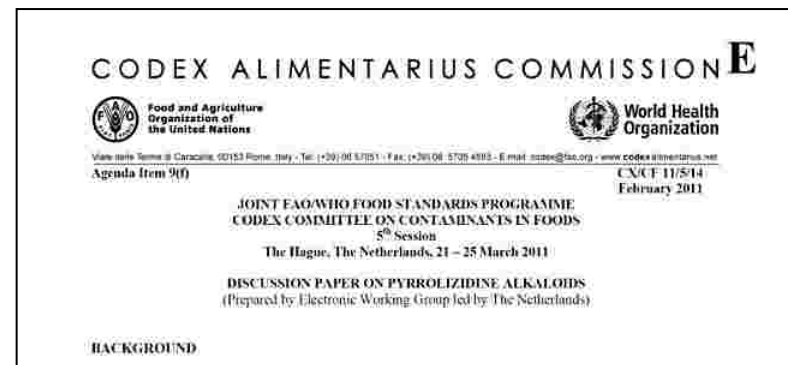 CODEX ALIMENTARIUS COMMISSION E
Food and Agriculture
Organization of
the United Nations
World Health
Organization
Viale delle Terme di Caracalla, 00153 Rome, Italy - Tel: (+39) 06 57051 - Fax: (+39) 06 5705 4593 - E-mail: codex@fao.org - www.codexalimentarius.net
Agenda Item 9(f)
CX/CF 11/5/14
February 2011
JOINT FAO/WHO FOOD STANDARDS PROGRAMME
CODEX COMMITTEE ON CONTAMINANTS IN FOODS
5th Session
The Hague, The Netherlands, 21 – 25 March 2011
DISCUSSION PAPER ON PYRROLIZIDINE ALKALOIDS
(Prepared by Electronic Working Group led by The Netherlands)
BACKGROUND